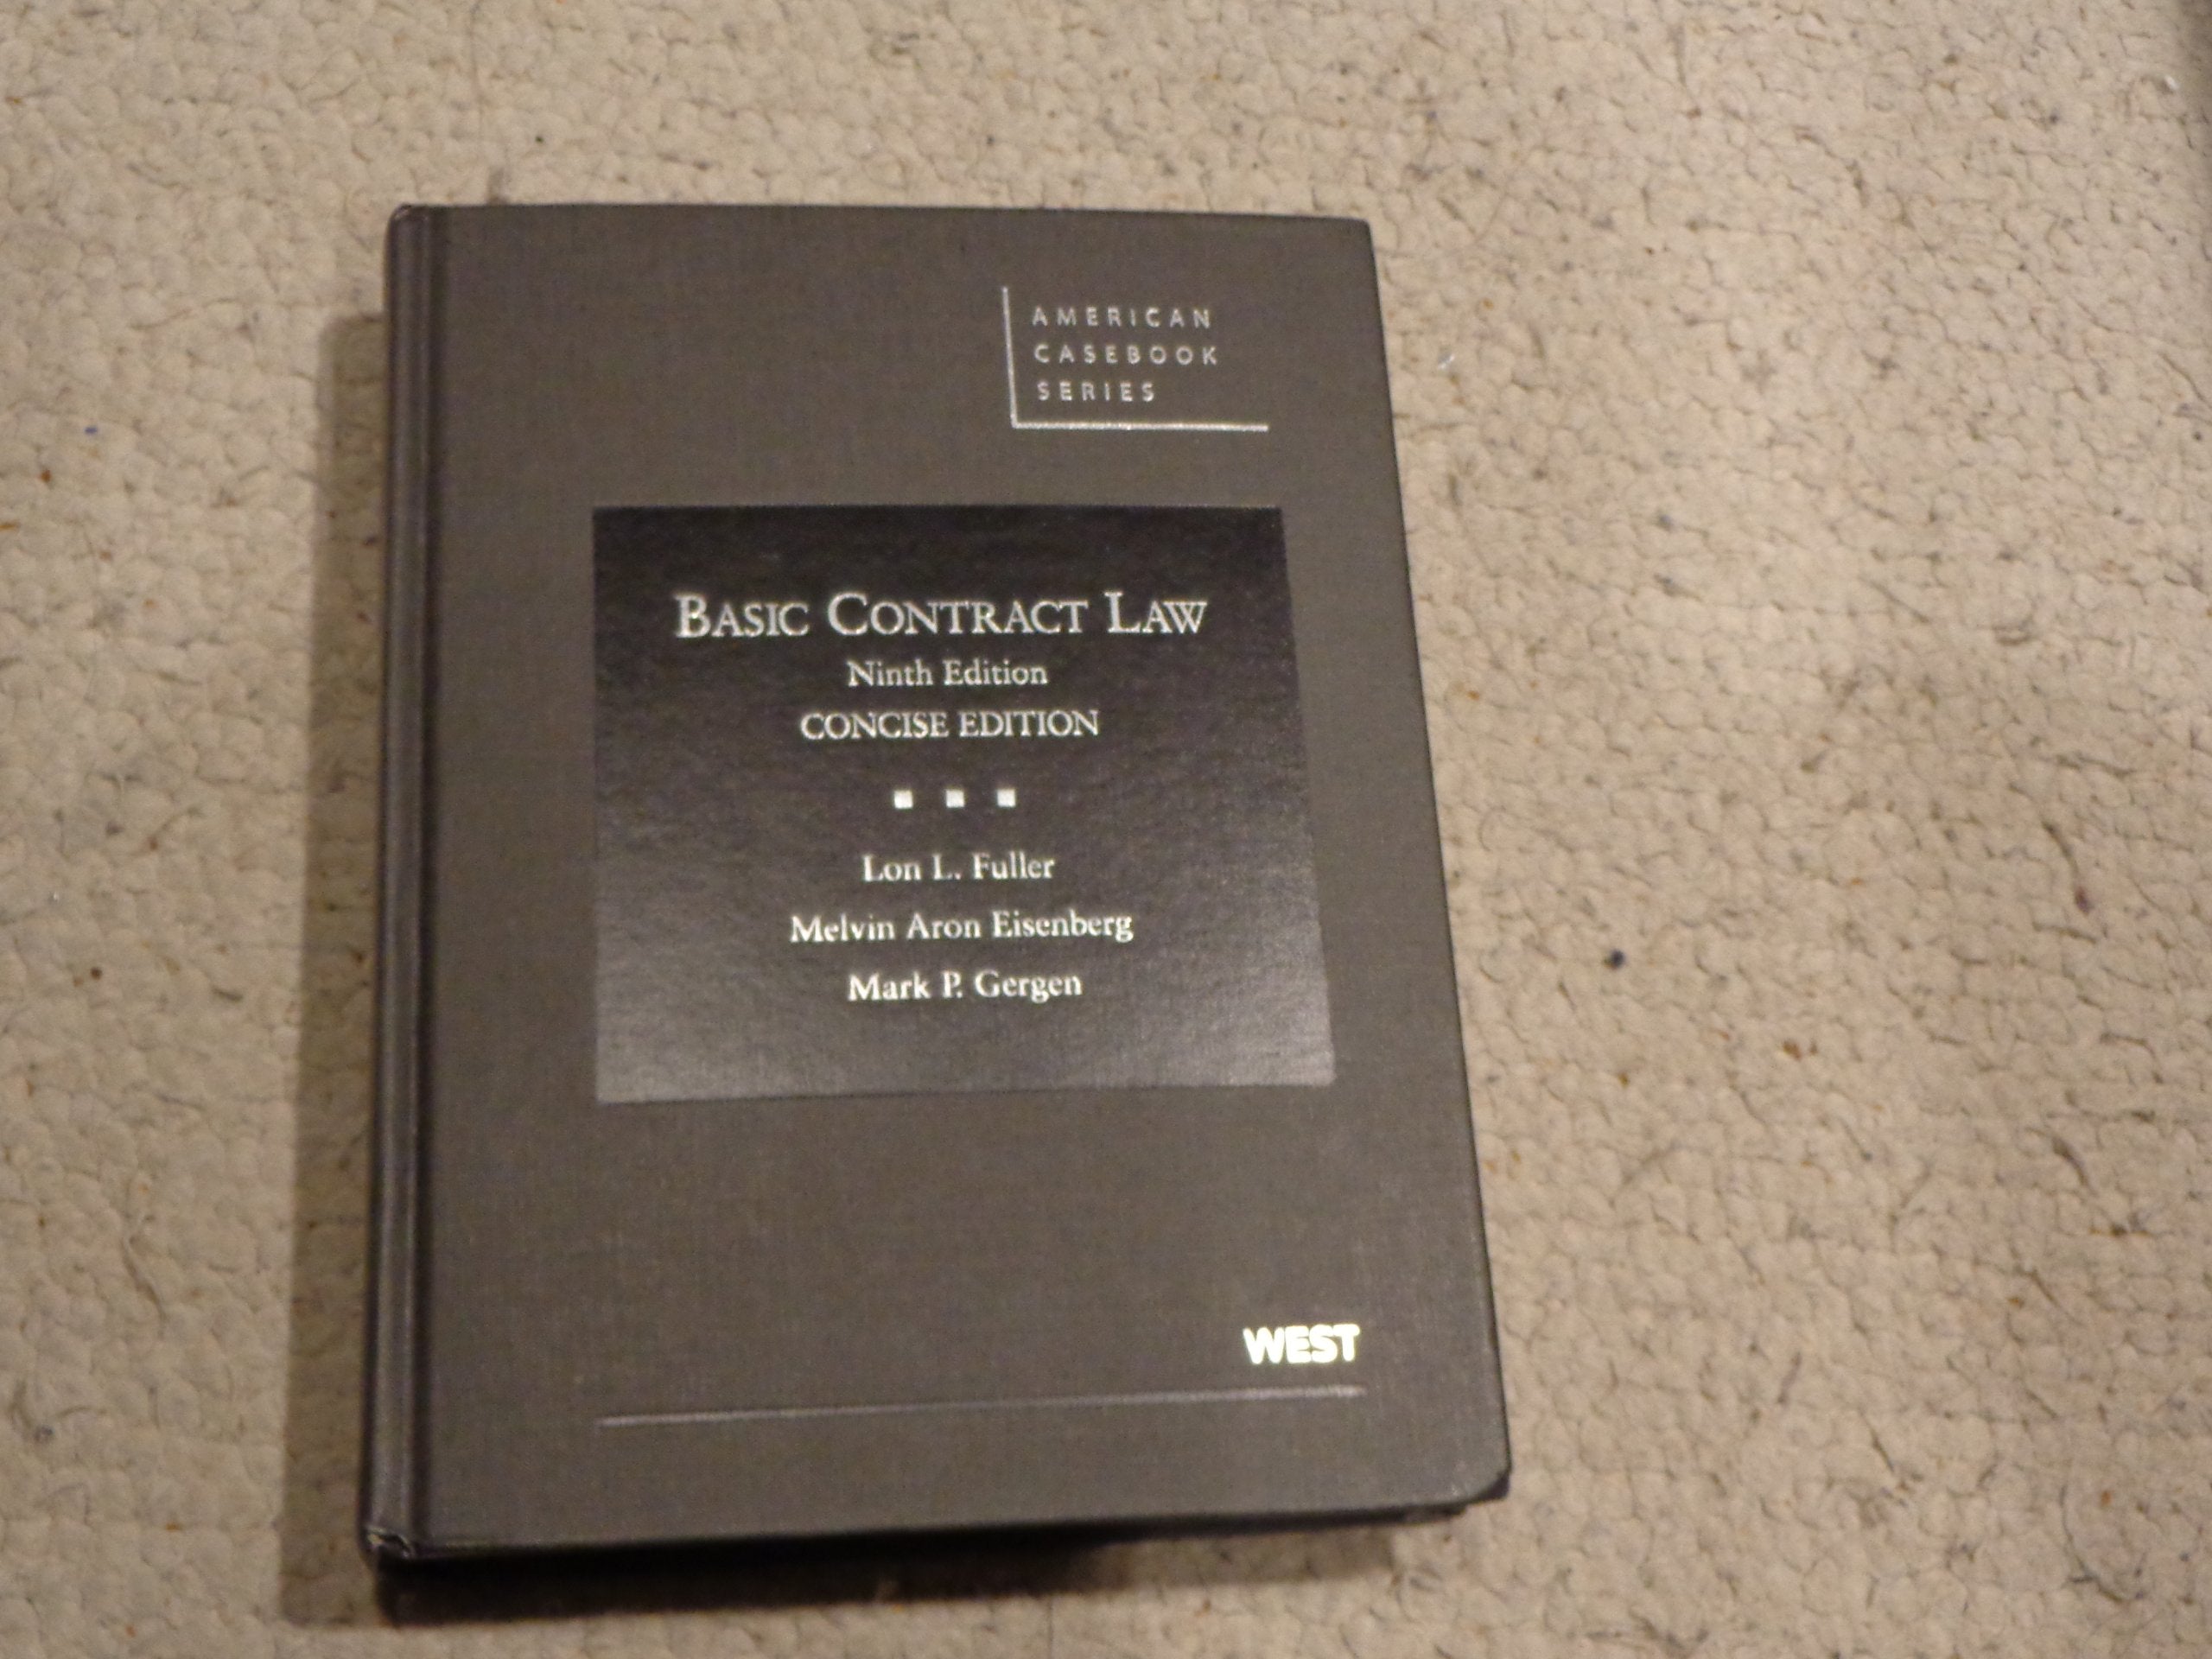 AMERICAN
CASEBOOK
SERIES
BASIC CONTRACT LAW
Ninth Edition
CONCISE EDITION
Lon L. Fuller
Melvin Aron Eisenberg
Mark P. Gergen
WEST